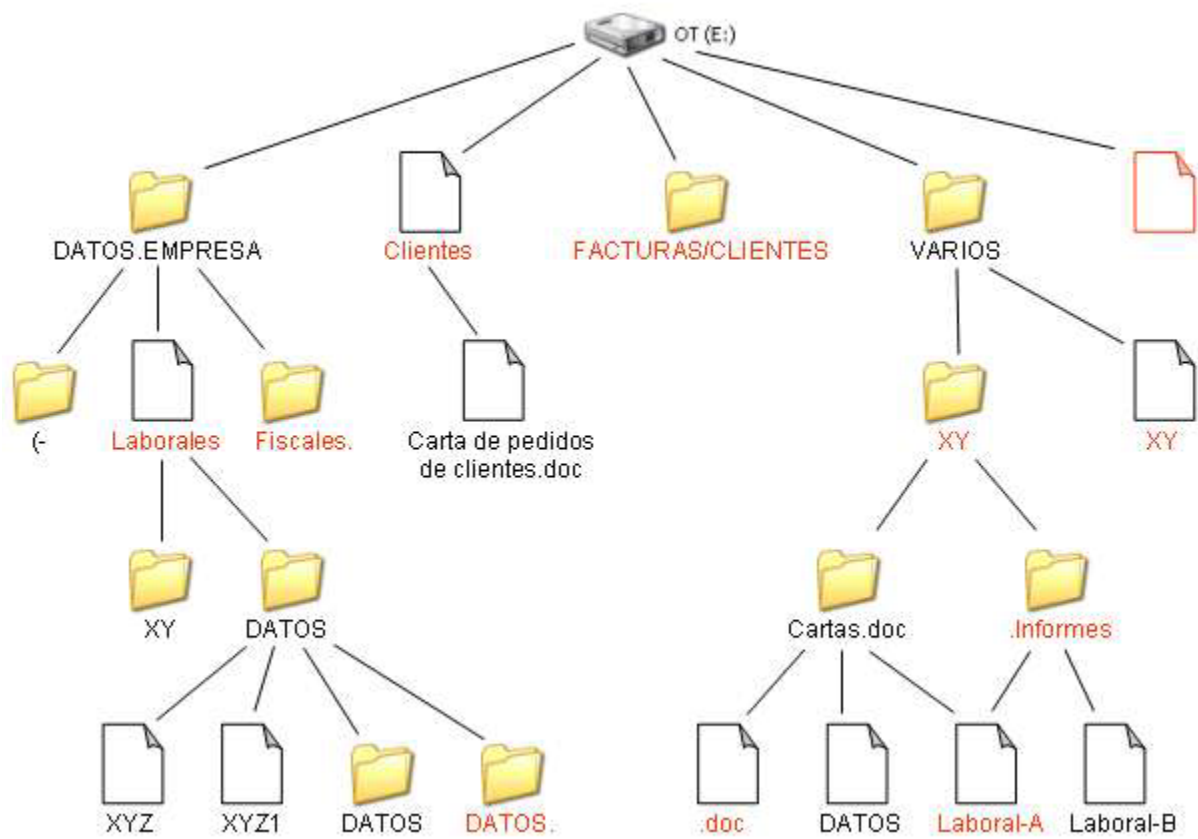 OT (E:)
DATOS.EMPRESA
Clientes
FACTURAS/CLIENTES
VARIOS
(-
Laborales
Fiscales.
Carta de pedidos
de clientes.doc
XY
XY
XY
DATOS
Cartas.doc
.Informes
XYZ
XYZ1
DATOS
DATOS.
.doc
DATOS
Laboral-A
Laboral-B